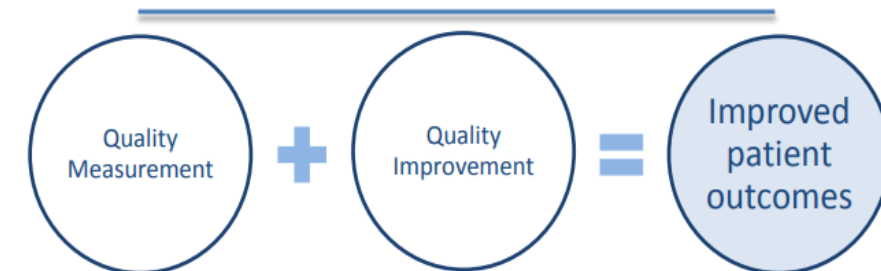 Quality
Measurement
+
Quality
Improvement
=
Improved
patient
outcomes